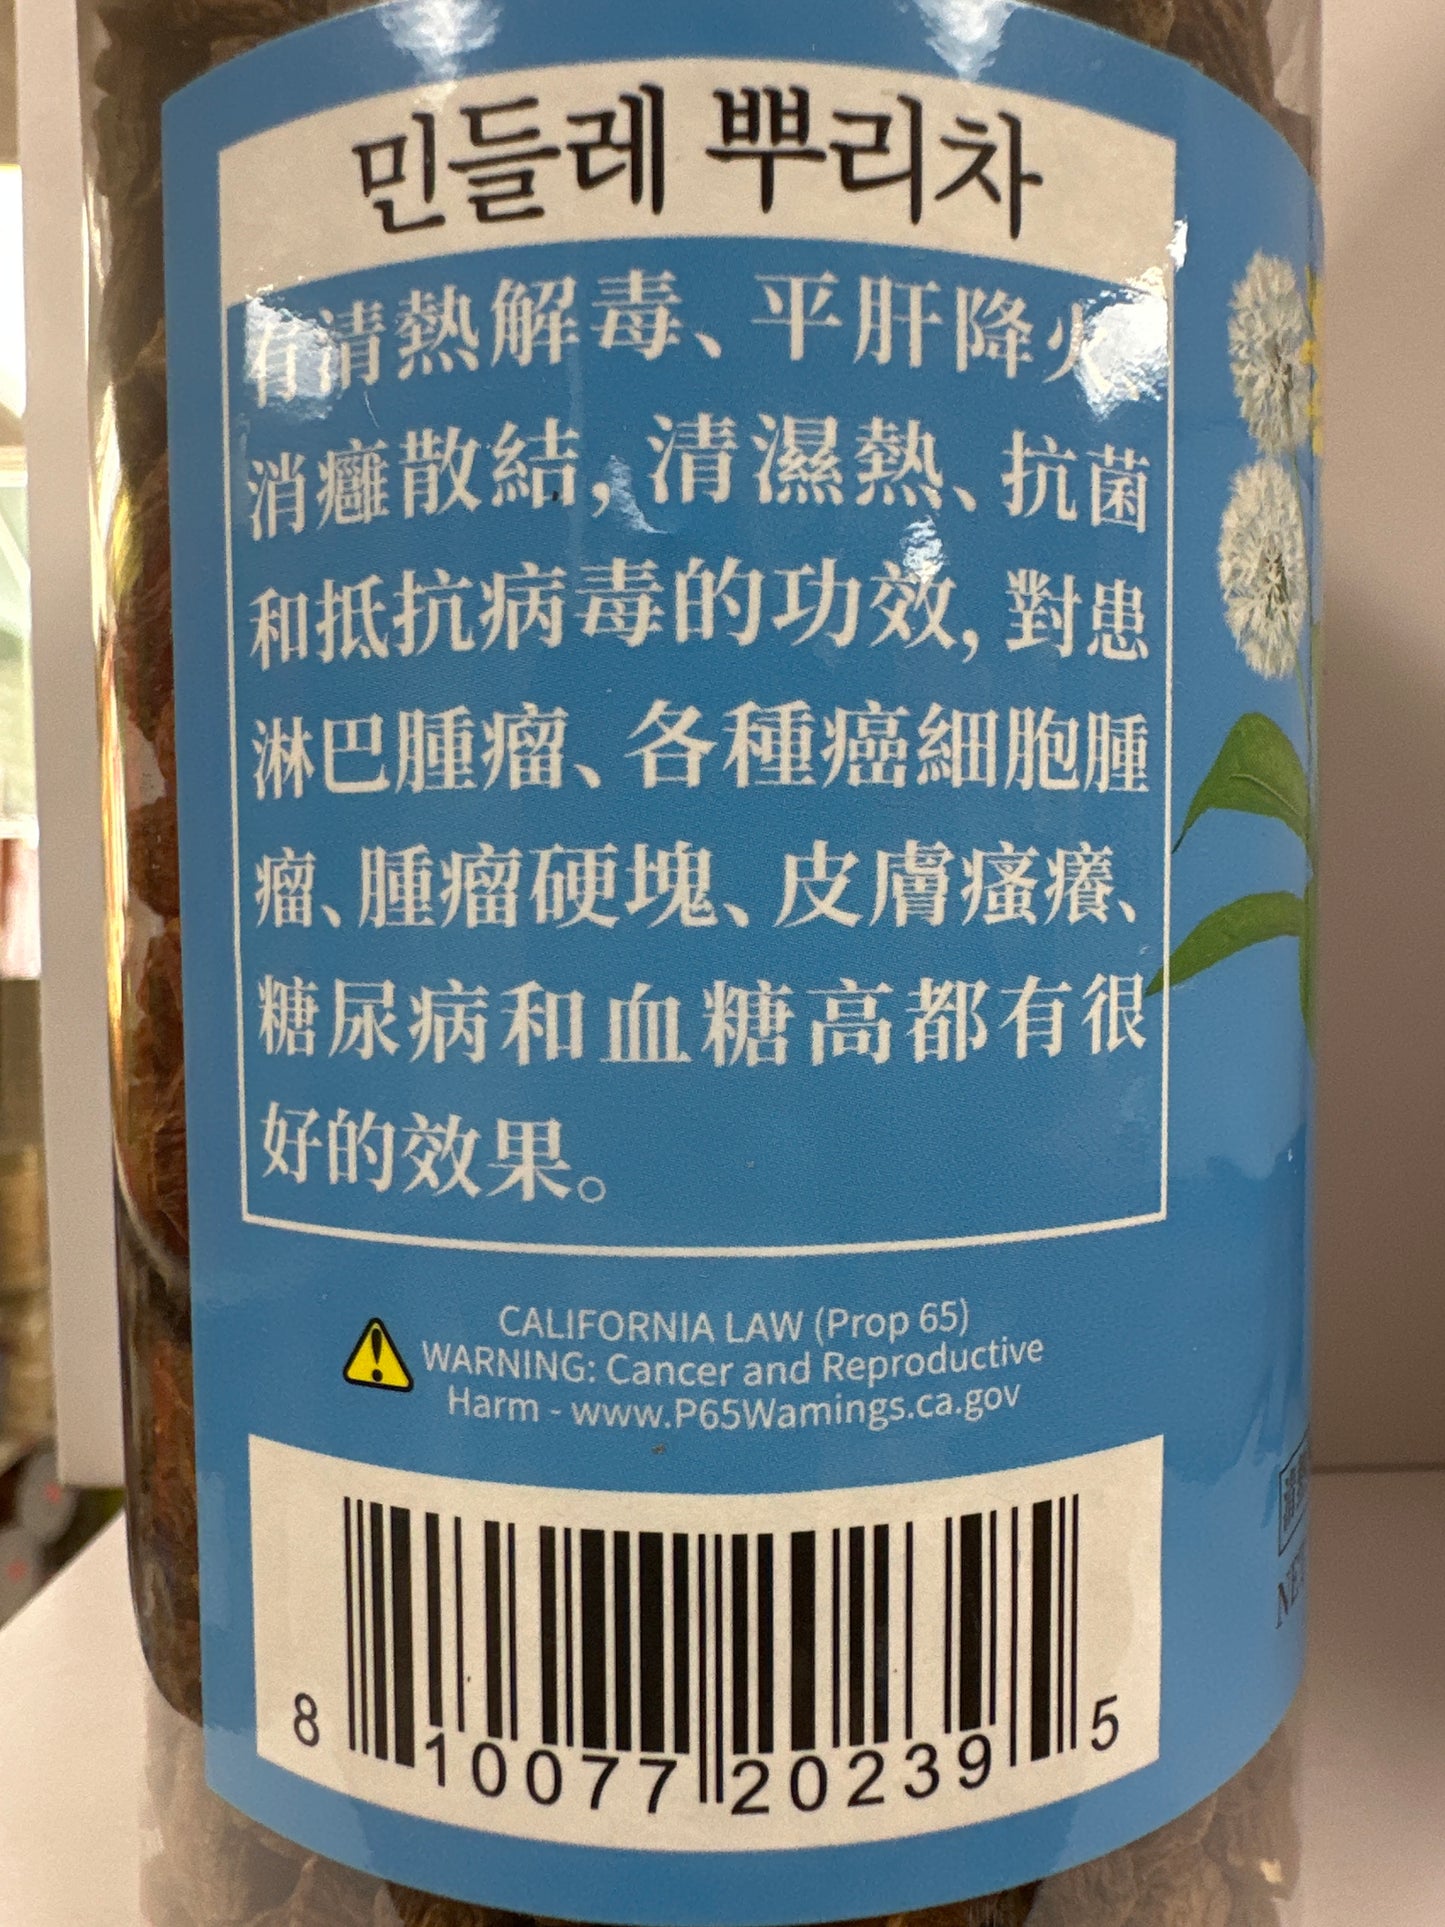 민들레 뿌리차
有清熱解毒、平肝降火、
消癰散結，清濕熱、抗菌
和抵抗病毒的功效，對患
淋巴腫瘤、各種癌細胞腫
瘤、腫瘤硬塊、皮膚瘙癢、
糖尿病和血糖高都有很
好的效果。
CALIFORNIA LAW (Prop 65)
WARNING: Cancer and Reproductive
Harm - www.P65Wamings.ca.gov
8 10077 20239 5